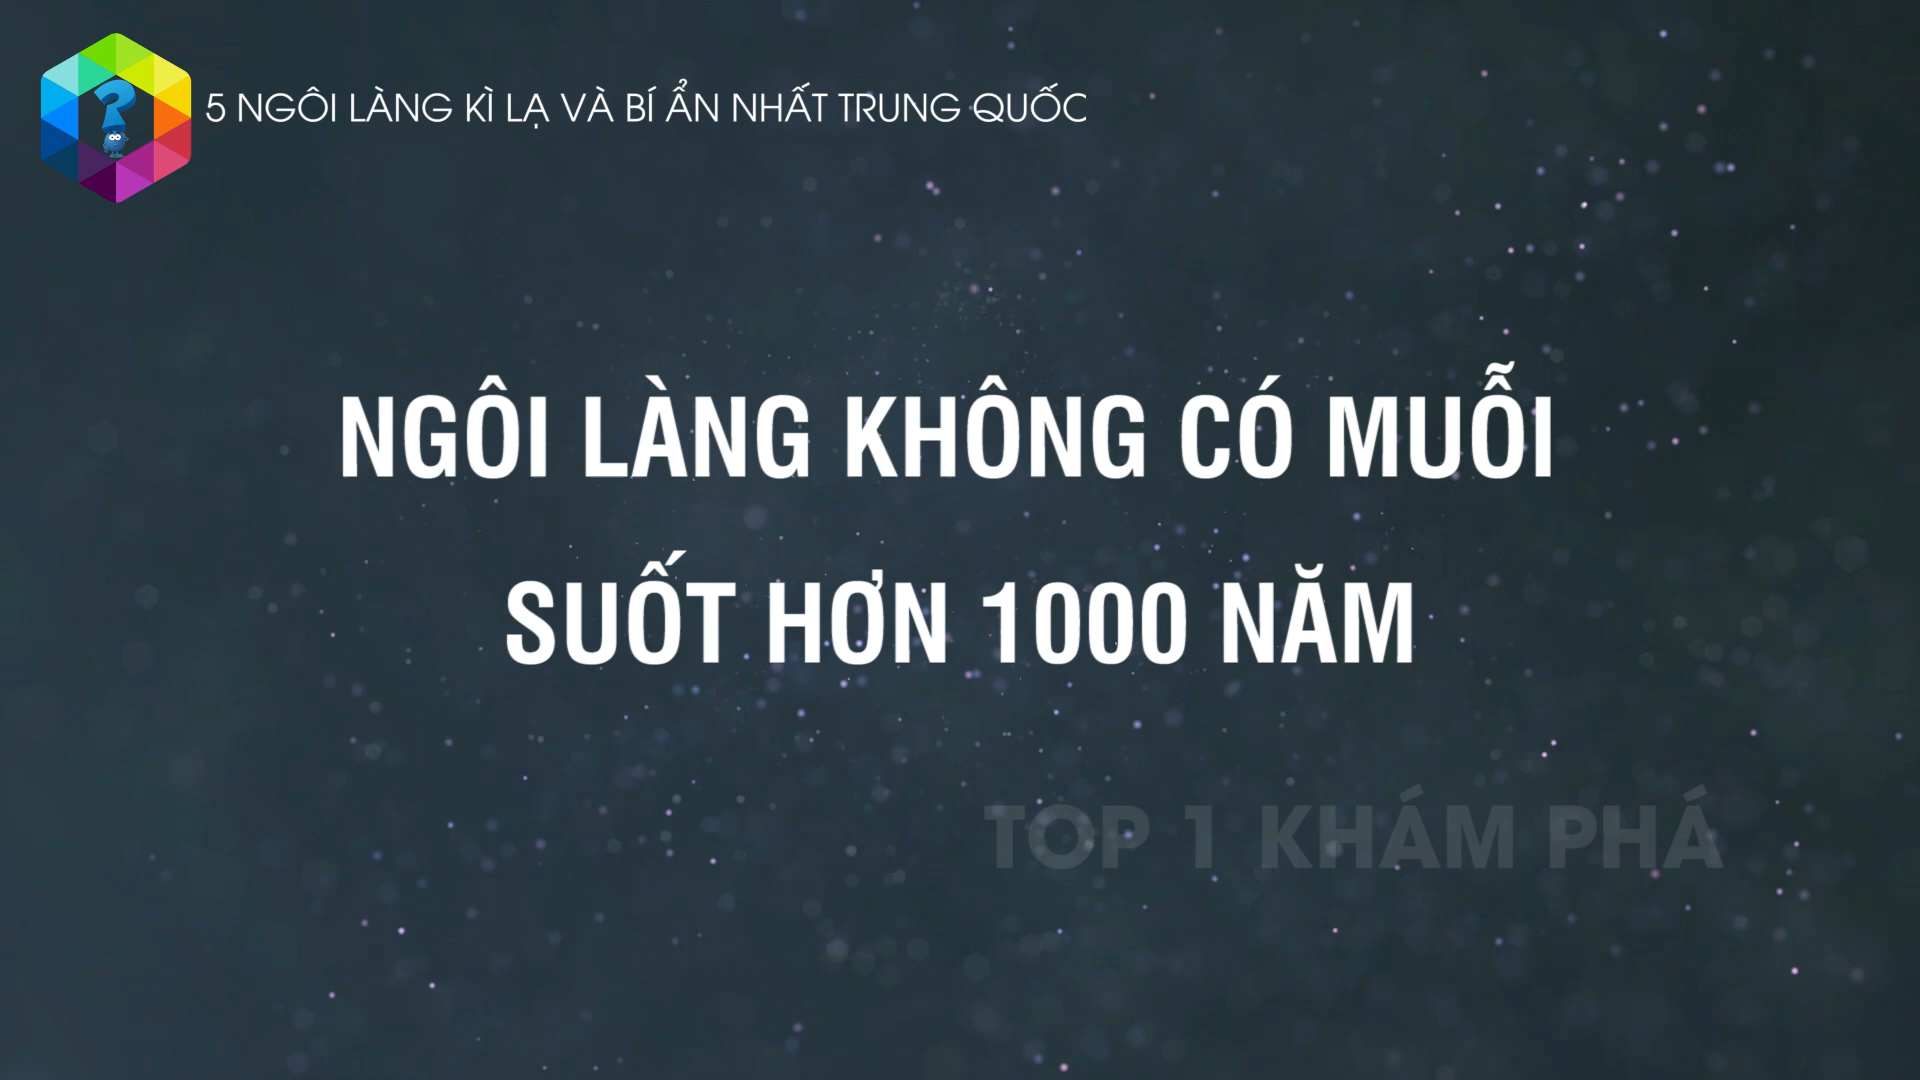 5 NGÔI LÀNG KÌ LẠ VÀ BÍ ẨN NHẤT TRUNG QUỐC
NGÔI LÀNG KHÔNG CÓ MUỖI
SUỐT HƠN 1000 NĂM
TOP 1 KHÁM PHÁ